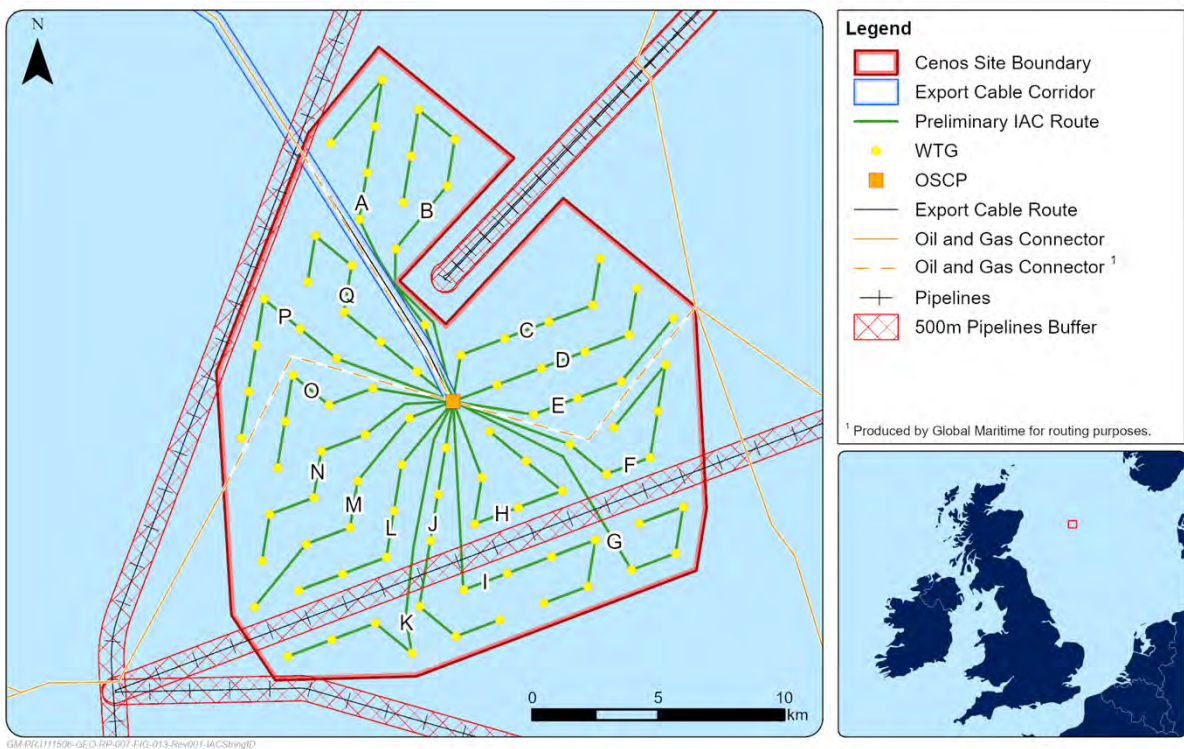 N
A
B
Q
P
C
D
O
E
F
N
M
L
J
H
G
I
K
0 5 10
km
Legend
Cenos Site Boundary
Export Cable Corridor
Preliminary IAC Route
WTG
OSCP
Export Cable Route
Oil and Gas Connector
Oil and Gas Connector ¹
Pipelines
500m Pipelines Buffer
¹ Produced by Global Maritime for routing purposes.
GM-PRJ111506-GEO-RP-007-FIG-013-Rev001-IACStringID